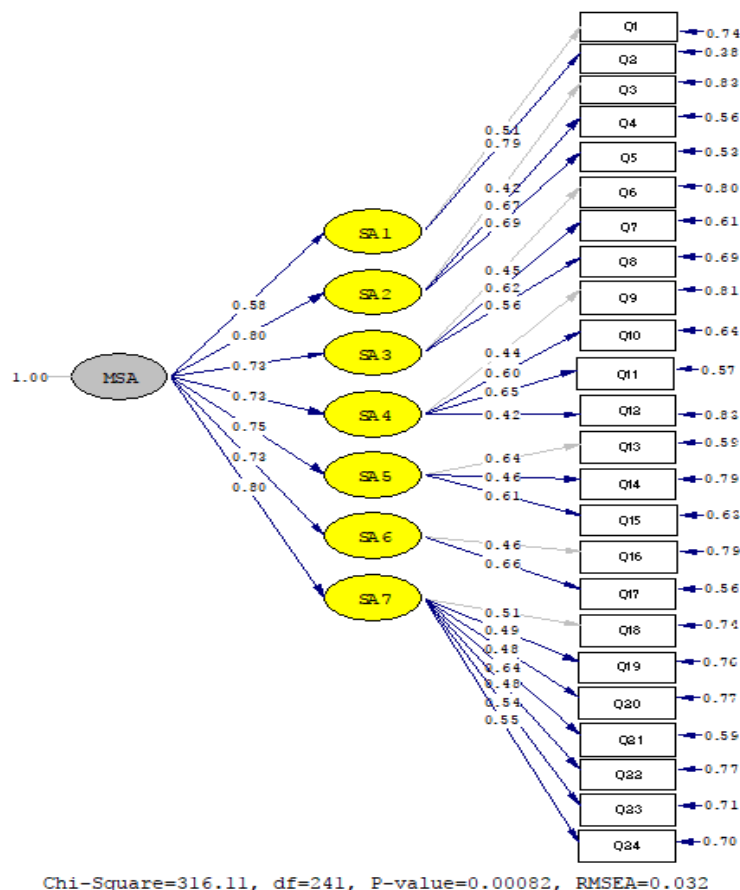 Q1
0.74
Q2
0.38
Q3
0.83
Q4
0.56
Q5
0.53
Q6
0.80
Q7
0.61
Q8
0.69
Q9
0.81
Q10
0.64
Q11
0.57
Q12
0.83
Q13
0.59
Q14
0.79
Q15
0.63
Q16
0.79
Q17
0.56
Q18
0.74
Q19
0.76
Q20
0.77
Q21
0.59
Q22
0.77
Q23
0.71
Q24
0.70
0.51
0.79
0.42
0.67
0.69
0.45
0.62
0.56
0.44
0.60
0.65
0.42
0.64
0.46
0.61
0.46
0.66
0.51
0.49
0.48
0.64
0.48
0.54
0.55
SA1
SA2
SA3
SA4
SA5
SA6
SA7
0.58
0.80
0.73
0.73
0.75
0.73
0.80
1.00
MSA
Chi-Square=316.11, df=241, P-value=0.00082, RMSEA=0.032